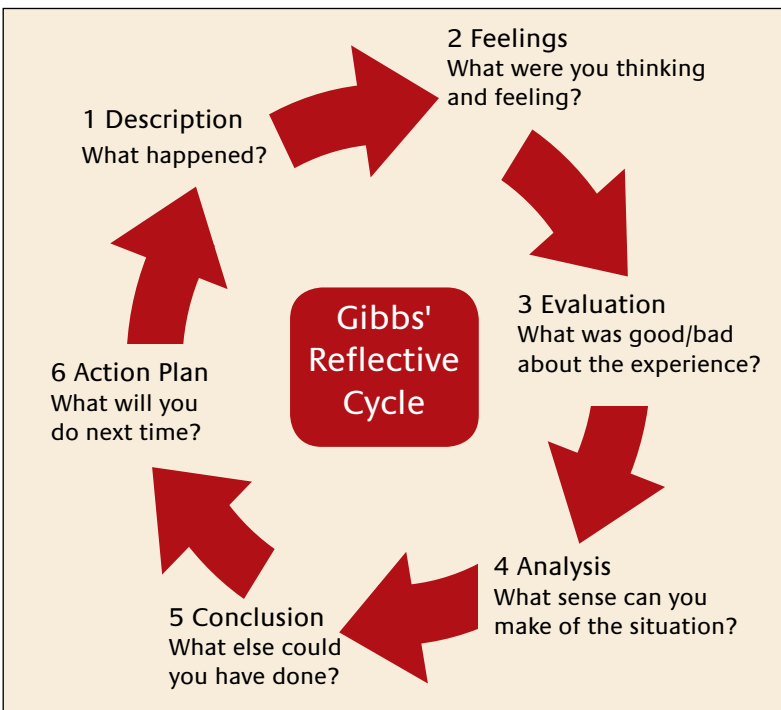 Gibbs'
Reflective
Cycle
1 Description
What happened?
2 Feelings
What were you thinking
and feeling?
3 Evaluation
What was good/bad
about the experience?
4 Analysis
What sense can you
make of the situation?
5 Conclusion
What else could
you have done?
6 Action Plan
What will you
do next time?